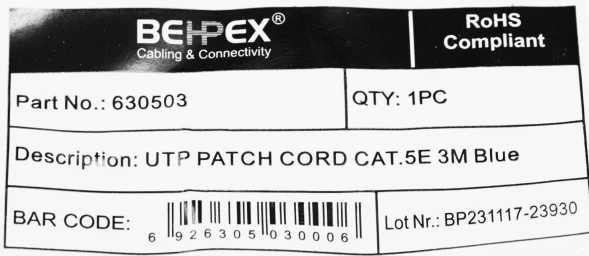 BEHPEX®
Cabling & Connectivity
RoHS
Compliant
Part No.: 630503
QTY: 1PC
Description: UTP PATCH CORD CAT.5E 3M Blue
BAR CODE:
6 926305 030006
Lot Nr.: BP231117-23930